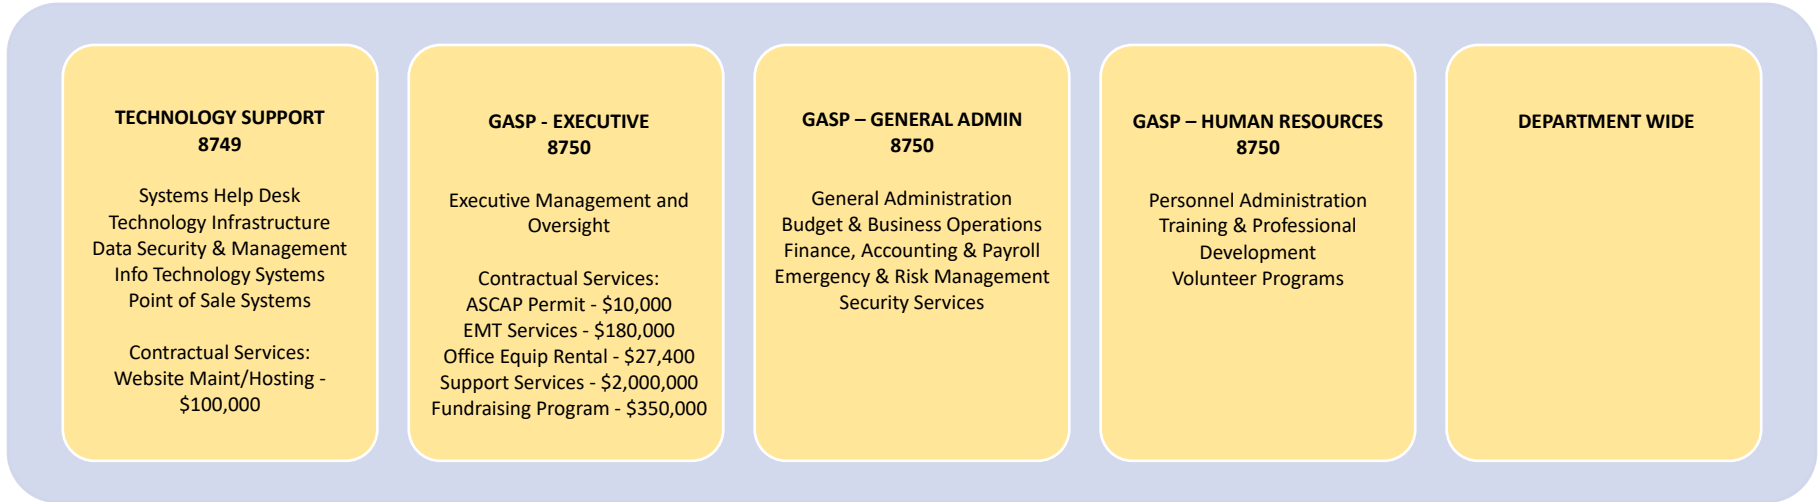 TECHNOLOGY SUPPORT
8749
Systems Help Desk
Technology Infrastructure
Data Security & Management
Info Technology Systems
Point of Sale Systems
Contractual Services:
Website Maint/Hosting -
$100,000
GASP - EXECUTIVE
8750
Executive Management and
Oversight
Contractual Services:
ASCAP Permit - $10,000
EMT Services - $180,000
Office Equip Rental - $27,400
Support Services - $2,000,000
Fundraising Program - $350,000
GASP – GENERAL ADMIN
8750
General Administration
Budget & Business Operations
Finance, Accounting & Payroll
Emergency & Risk Management
Security Services
GASP – HUMAN RESOURCES
8750
Personnel Administration
Training & Professional
Development
Volunteer Programs
DEPARTMENT WIDE